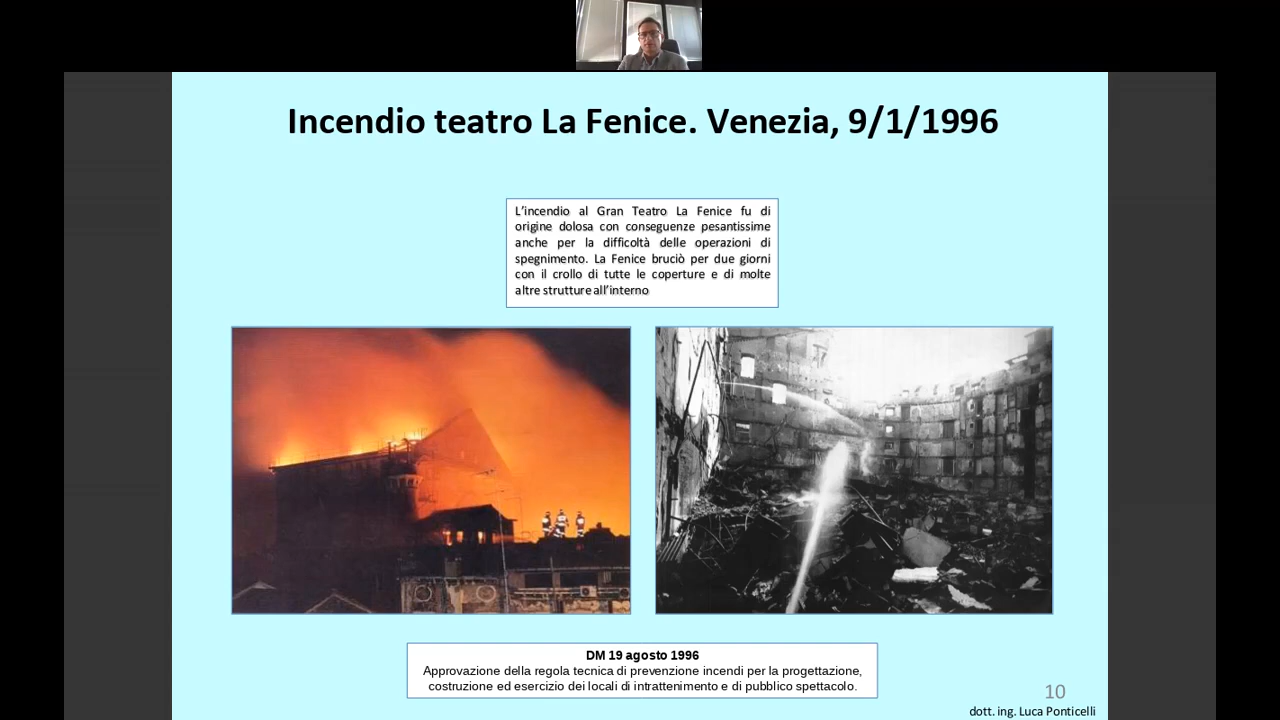 Incendio teatro La Fenice. Venezia, 9/1/1996
L'incendio al Gran Teatro La Fenice fu di
origine dolosa con conseguenze pesantissime
anche per la difficoltà delle operazioni di
spegnimento. La Fenice bruciò per due giorni
con il crollo di tutte le coperture e di molte
altre strutture all'interno
DM 19 agosto 1996
Approvazione della regola tecnica di prevenzione incendi per la progettazione,
costruzione ed esercizio dei locali di intrattenimento e di pubblico spettacolo.
10
dott. ing. Luca Ponticelli